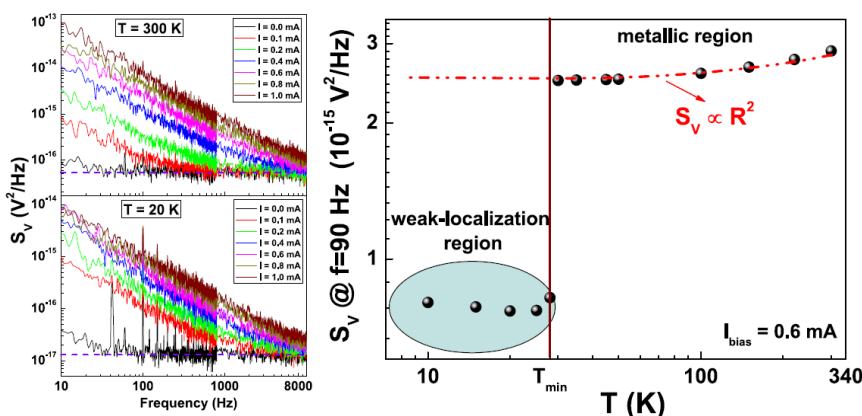 T = 300 K
I = 0.0 mA
I = 0.1 mA
I = 0.2 mA
I = 0.4 mA
I = 0.6 mA
I = 0.8 mA
I = 1.0 mA
10⁻¹³
10⁻¹⁴
10⁻¹⁵
10⁻¹⁶
S_V (V²/Hz)
T = 20 K
I = 0.0 mA
I = 0.1 mA
I = 0.2 mA
I = 0.4 mA
I = 0.6 mA
I = 0.8 mA
I = 1.0 mA
10⁻¹⁴
10⁻¹⁵
10⁻¹⁶
10⁻¹⁷
10 100 1000 8000
Frequency (Hz)
S_V @ f=90 Hz (10⁻¹⁵ V²/Hz)
3
2
1
metallic region
S_V ∝ R²
weak-localization
region
I_bias = 0.6 mA
10 T_min 100 340
T (K)